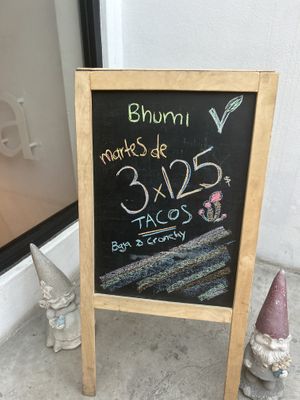 Bhumi
martes de
3x125
$
TACOS
Baja & Crunchy